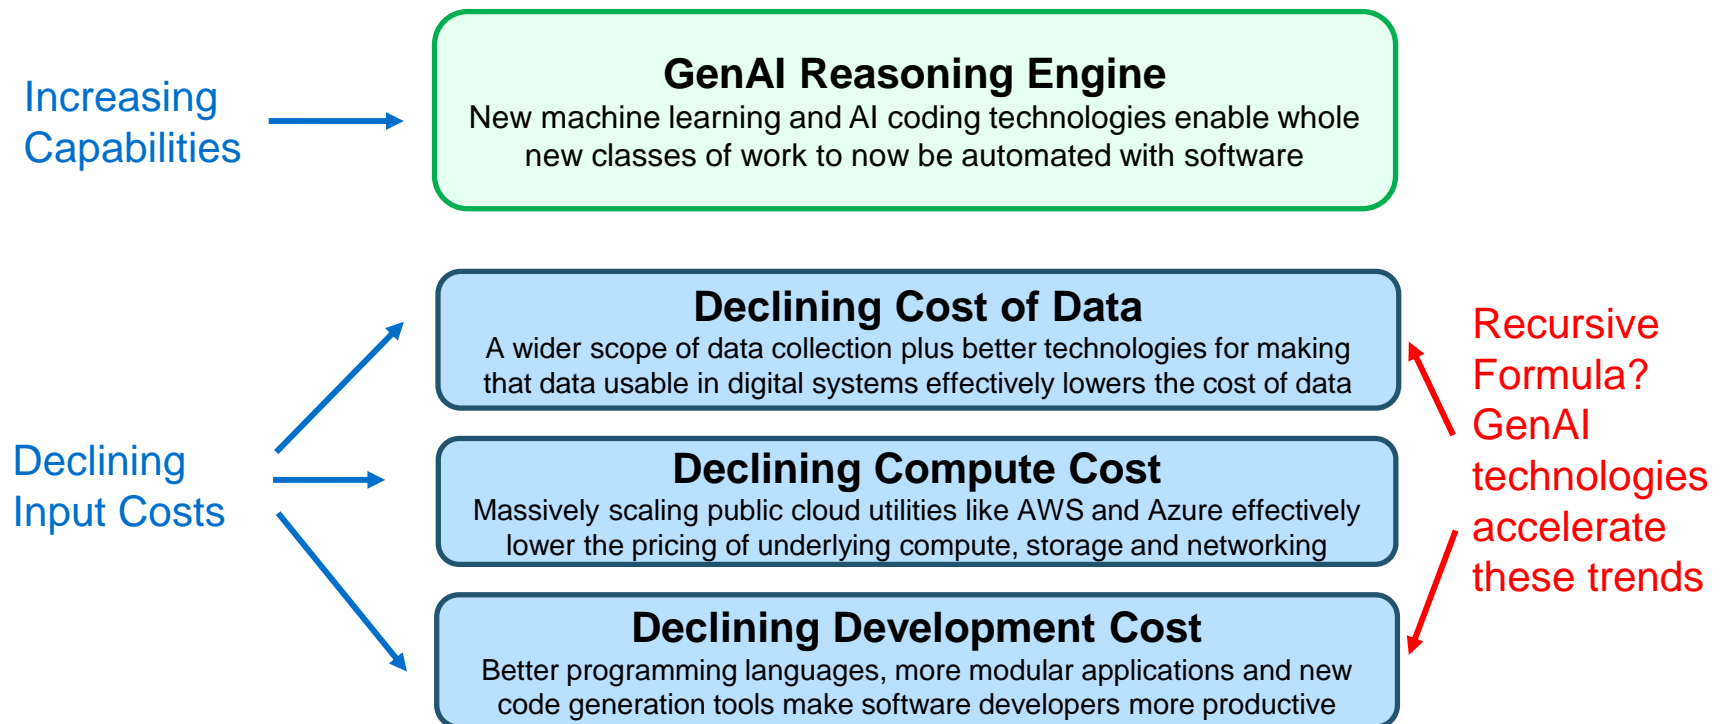 Increasing
Capabilities
GenAI Reasoning Engine
New machine learning and AI coding technologies enable whole
new classes of work to now be automated with software
Declining
Input Costs
Declining Cost of Data
A wider scope of data collection plus better technologies for making
that data usable in digital systems effectively lowers the cost of data
Declining Compute Cost
Massively scaling public cloud utilities like AWS and Azure effectively
lower the pricing of underlying compute, storage and networking
Declining Development Cost
Better programming languages, more modular applications and new
code generation tools make software developers more productive
Recursive
Formula?
GenAI
technologies
accelerate
these trends